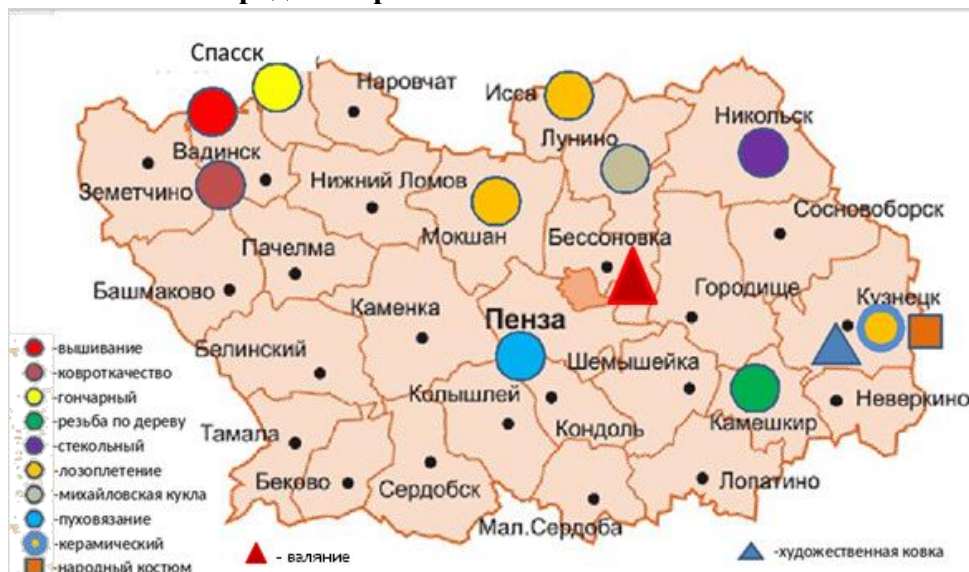 Спасск
Наровчат
Исса
Никольск
Лунино
Вадинск
Нижний Ломов
Земетчино
Сосновоборск
Мокшан
Бессоновка
Пачелма
Городище
Башмаково
Кузнецк
Каменка
Пенза
Белинский
Шемышейка
Колышлей
Неверкино
Камешкир
Кондоль
Тамала
Беково
Сердобск
Лопатино
Мал.Сердоба
-вышивание
-ковроткачество
-гончарный
-резьба по дереву
-стекольный
-лозоплетение
-михайловская кукла
-пуховязание
-керамический
-народный костюм
- валяние
-художественная ковка